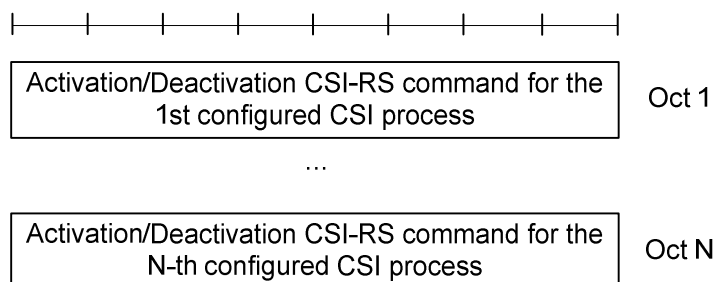 Activation/Deactivation CSI-RS command for the
1st configured CSI process
Oct 1
...
Activation/Deactivation CSI-RS command for the
N-th configured CSI process
Oct N